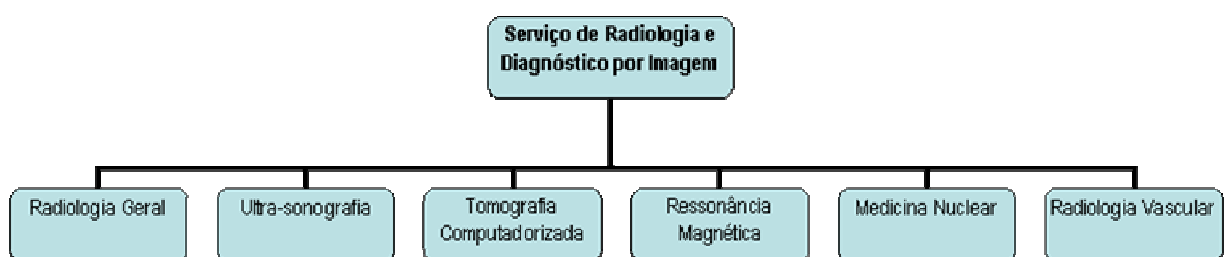 Serviço de Radiologia e
Diagnóstico por Imagem
Radiologia Geral
Ultra-sonografia
Tomografia
Computadorizada
Ressonância
Magnética
Medicina Nuclear
Radiologia Vascular